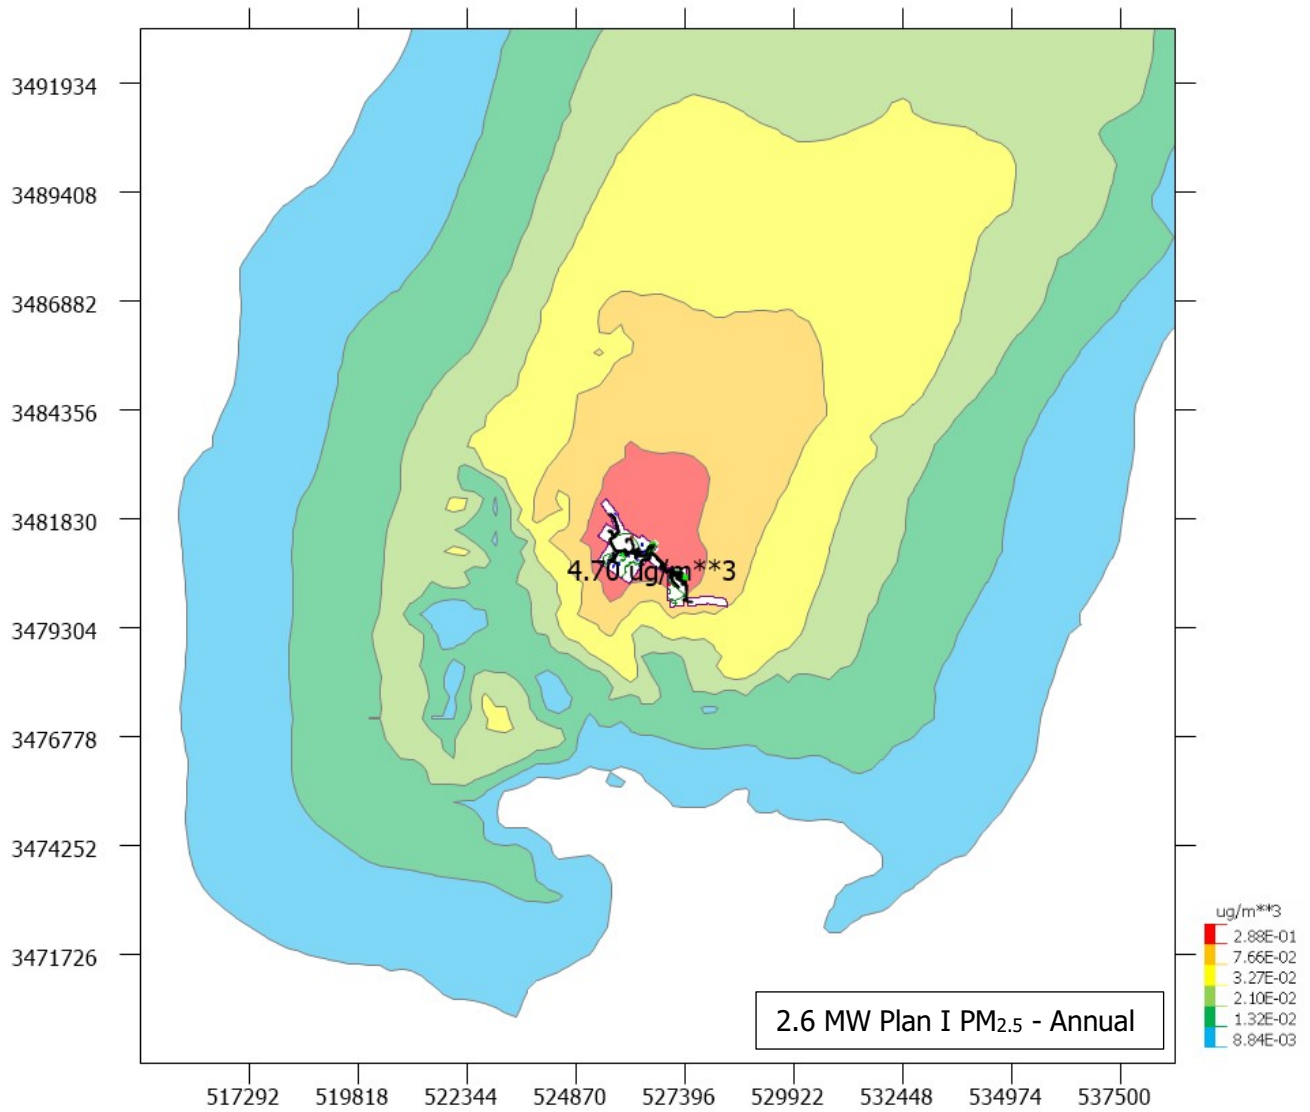 3491934
3489408
3486882
3484356
3481830
3479304
3476778
3474252
3471726
4.70 ug/m**3
ug/m**3
2.88E-01
7.66E-02
3.27E-02
2.10E-02
1.32E-02
8.84E-03
2.6 MW Plan I PM2.5 - Annual
517292 519818 522344 524870 527396 529922 532448 534974 537500